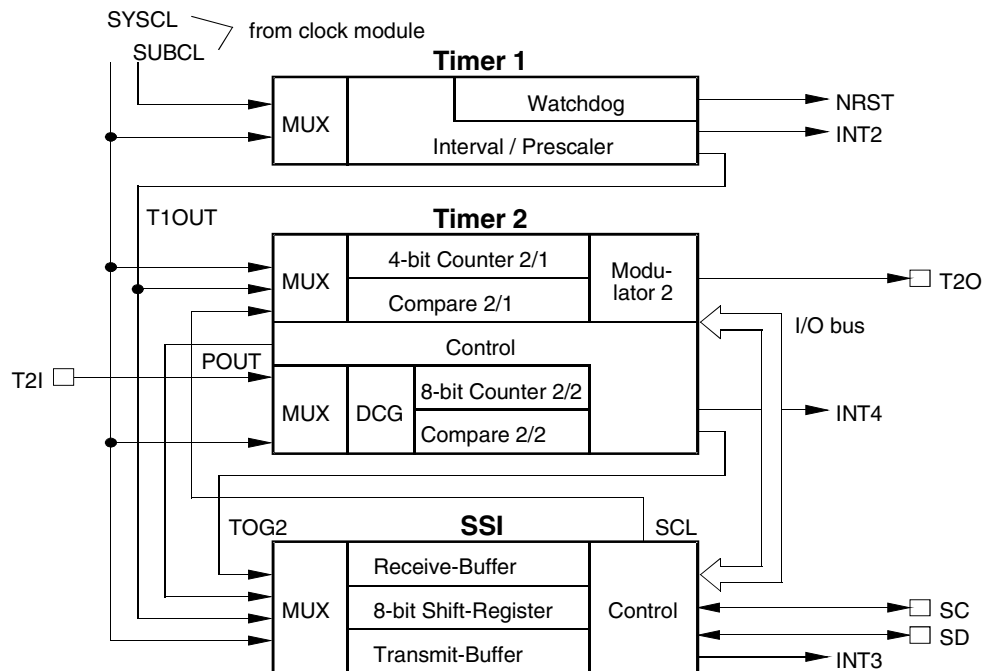 SYSCL
from clock module
SUBCL
Timer 1
Watchdog
NRST
MUX
INT2
Interval / Prescaler
T1OUT
Timer 2
4-bit Counter 2/1
Modu-
lator 2
MUX
T2O
Compare 2/1
I/O bus
Control
POUT
T2I
8-bit Counter 2/2
MUX
DCG
INT4
Compare 2/2
TOG2
SSI
SCL
Receive-Buffer
MUX
8-bit Shift-Register
Control
SC
SD
Transmit-Buffer
INT3